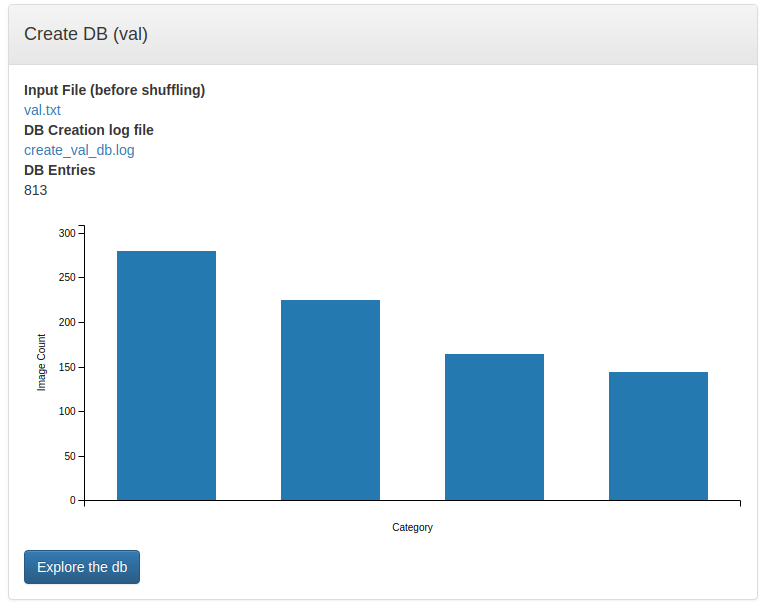 Create DB (val)
Input File (before shuffling)
val.txt
DB Creation log file
create_val_db.log
DB Entries
813
300
250
200
150
100
50
0
Image Count
Category
Explore the db